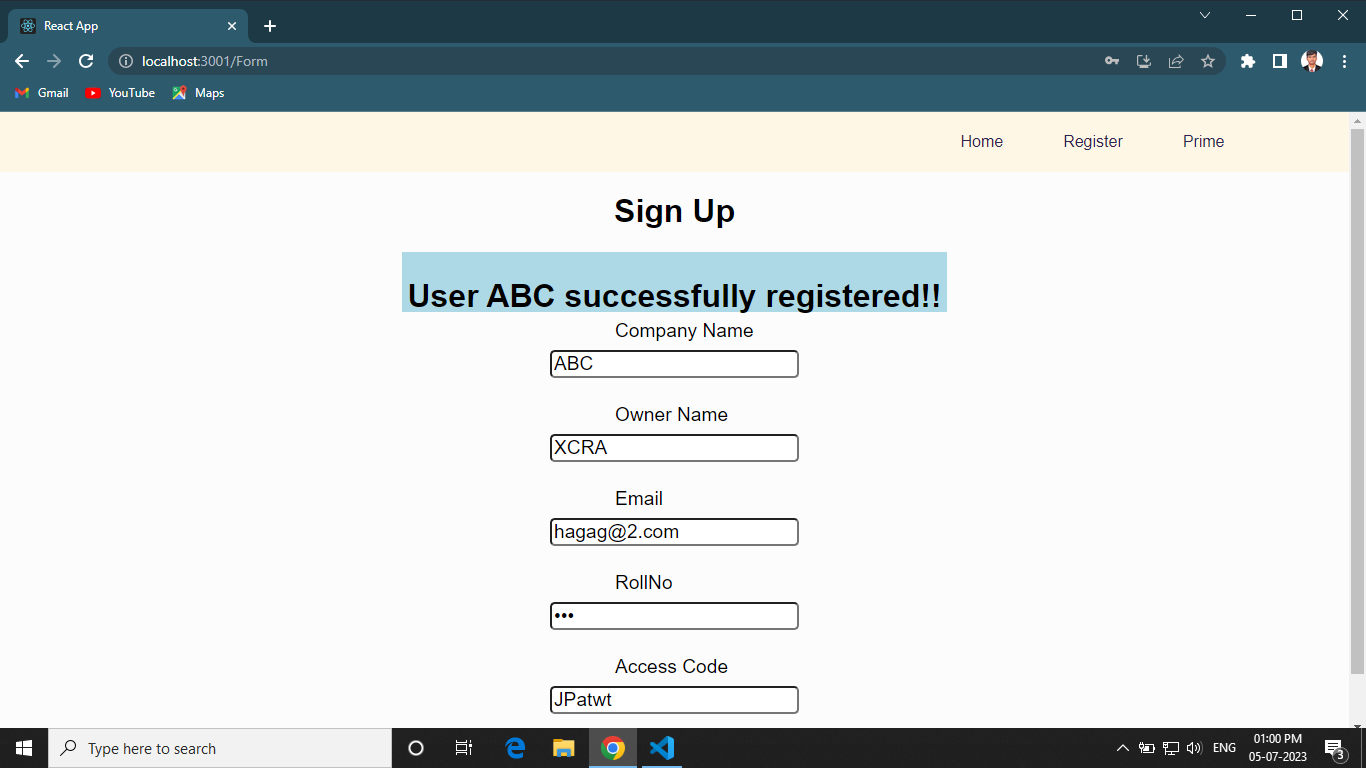 React App
localhost:3001/Form
Gmail YouTube Maps
Home Register Prime
Sign Up
User ABC successfully registered!!
Company Name
ABC
Owner Name
XCRA
Email
hagag@2.com
RollNo
•••
Access Code
JPatwt
Type here to search
ENG
01:00 PM
05-07-2023
3